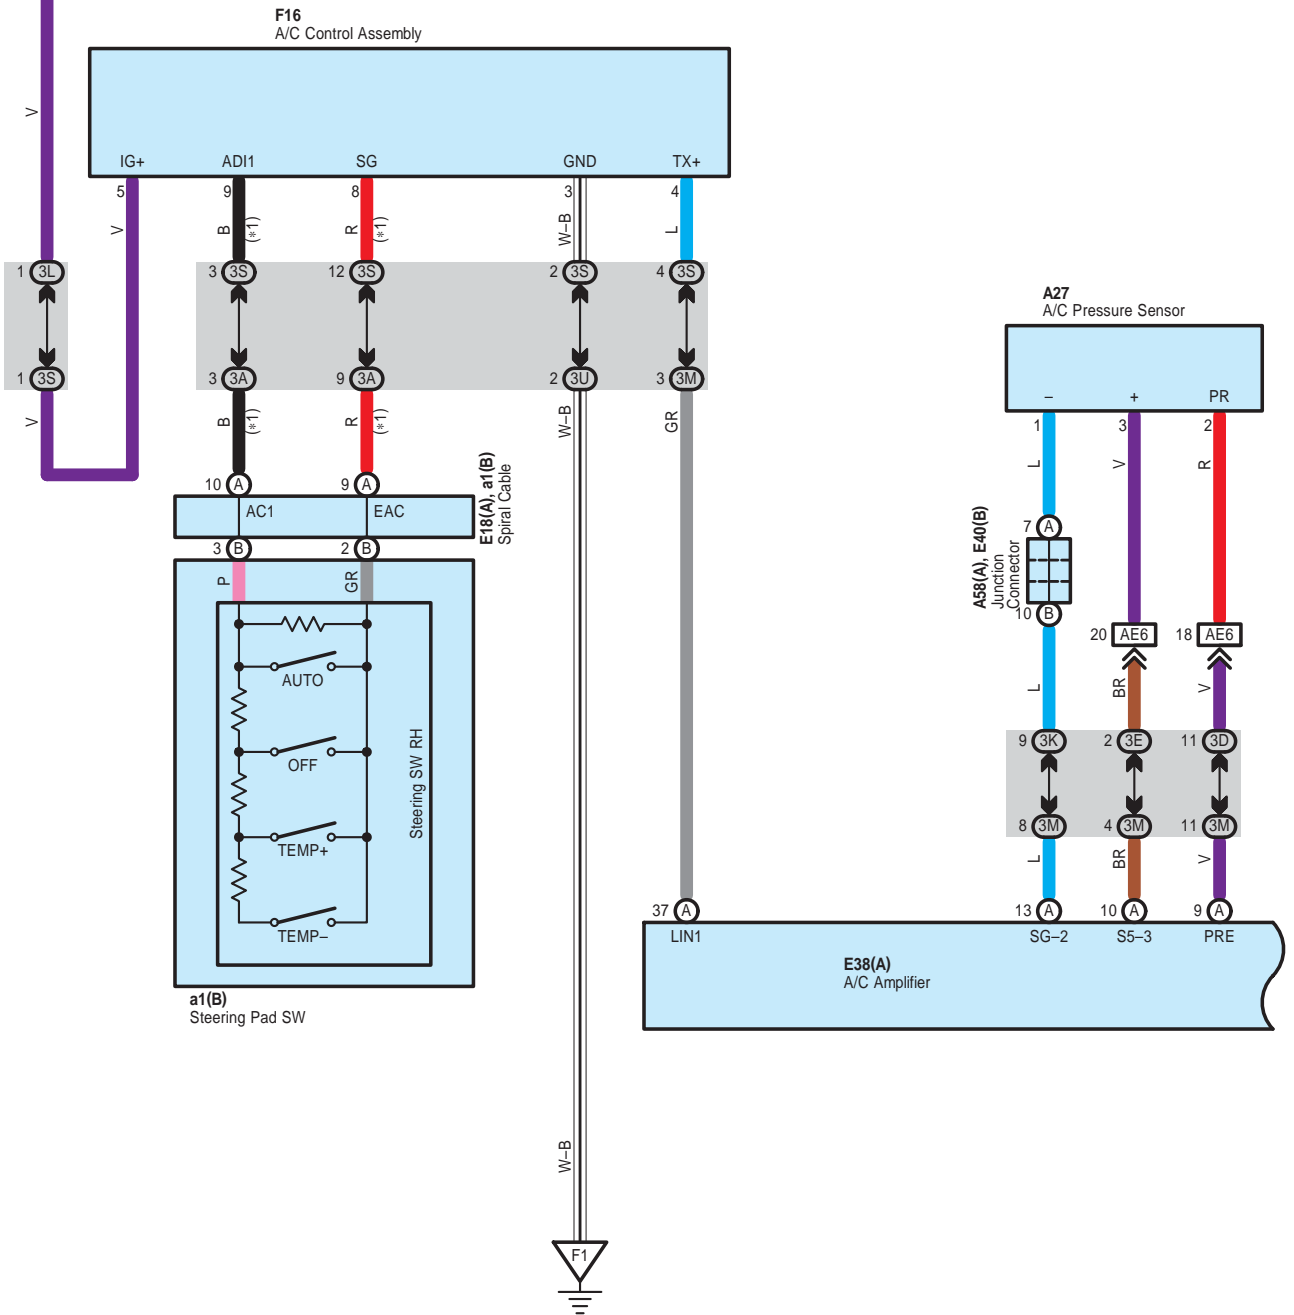 F16
A/C Control Assembly
V
IG+ ADI1 SG GND TX+
5 9 8 3 4
V B (*1) R (*1) W–B L
1 3L 3 3S 12 3S 2 3S 4 3S
A27
A/C Pressure Sensor
1 3S 3 3A 9 3A 2 3U 3 3M
– + PR
V B (*1) R (*1) W–B GR
1 3 2
L V R
10 A 9 A
AC1 EAC
E18(A), a1(B)
Spiral Cable
3 B 2 B
7 A
A58(A), E40(B)
Junction
Connector
10 B
P GR
20 AE6 18 AE6
AUTO
L BR V
OFF
Steering SW RH
9 3K 2 3E 11 3D
TEMP+
8 3M 4 3M 11 3M
L BR V
TEMP–
37 A 13 A 10 A 9 A
LIN1 SG–2 S5–3 PRE
E38(A)
A/C Amplifier
a1(B)
Steering Pad SW
W–B
F1